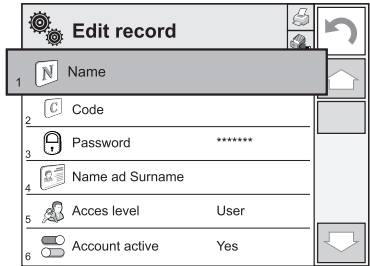 Edit record
1 N Name
2 C Code
3 Password *******
4 Name ad Surname
5 Acces level User
6 Account active Yes